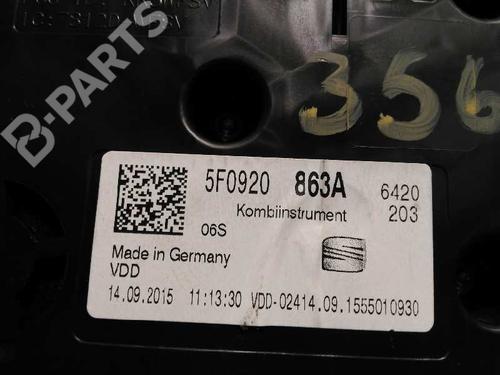 B-PARTS
356
5F0920 863A 6420
Kombiinstrument 203
06S
Made in Germany
VDD
14.09.2015 11:13:30 VDD-02414.09.1555010930